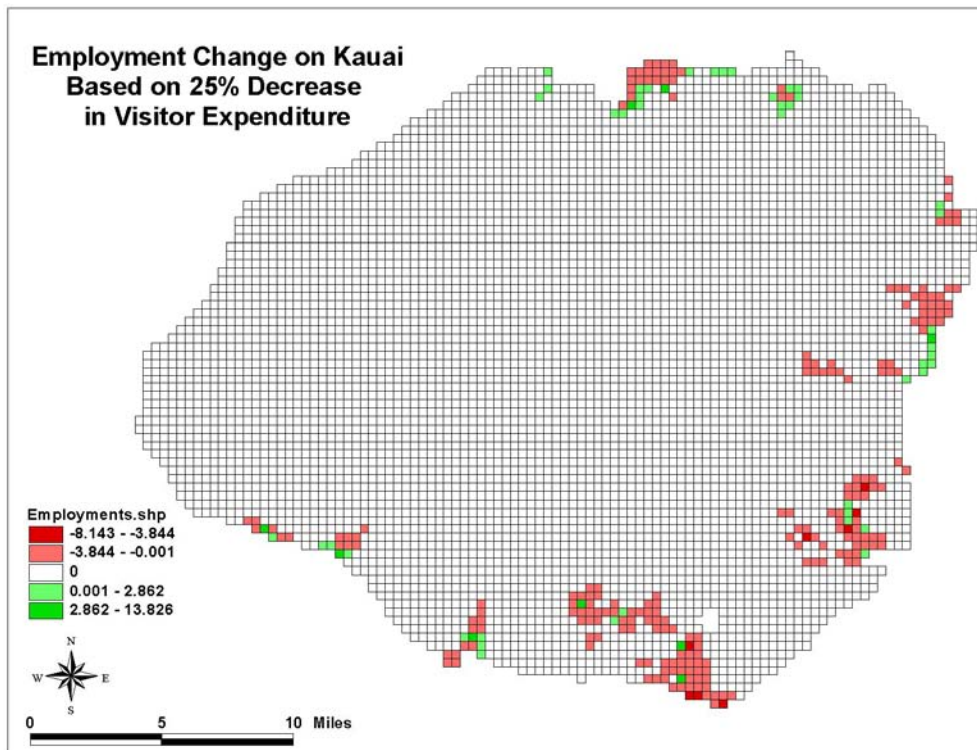 Employment Change on Kauai
Based on 25% Decrease
in Visitor Expenditure
Employments.shp
-8.143 - -3.844
-3.844 - -0.001
0
0.001 - 2.862
2.862 - 13.826
N
W E
S
0 5 10 Miles